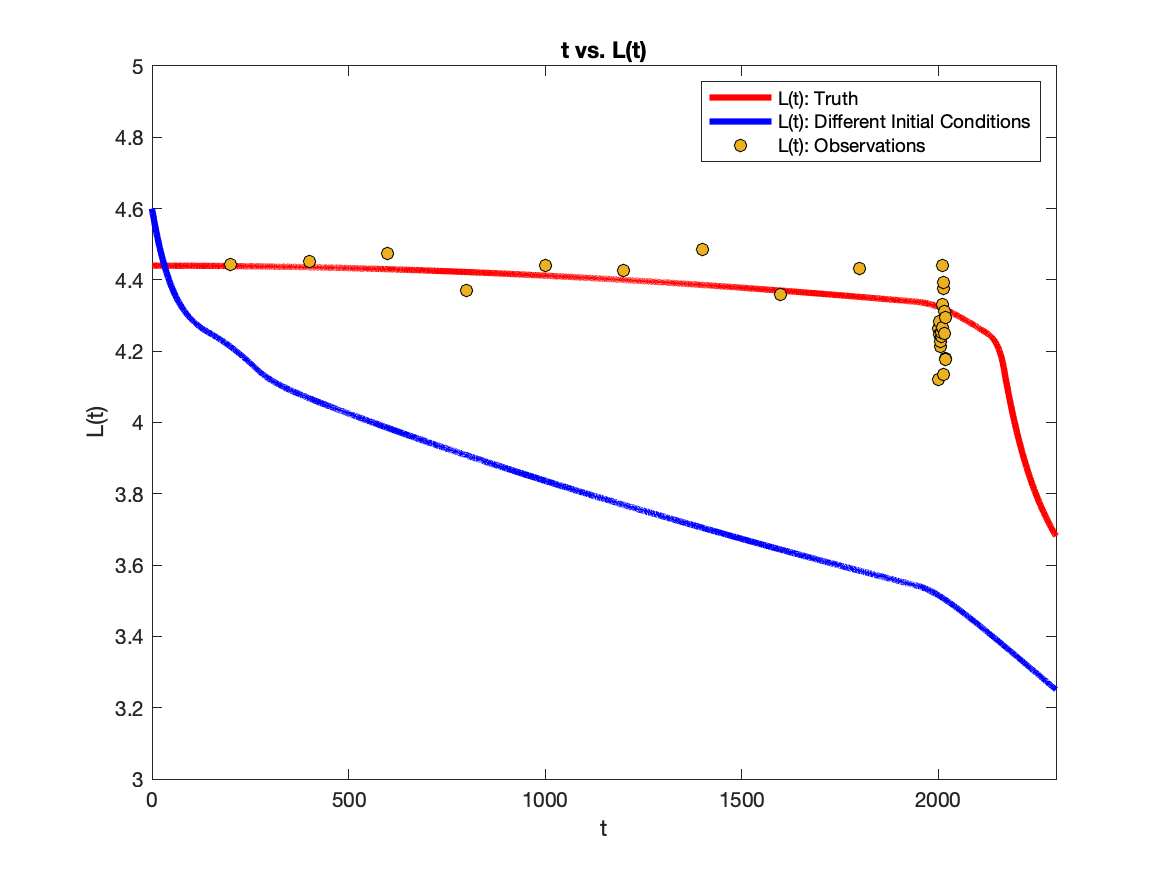 t vs. L(t)
L(t): Truth
L(t): Different Initial Conditions
L(t): Observations
5
4.8
4.6
4.4
4.2
4
3.8
3.6
3.4
3.2
3
L(t)
0 500 1000 1500 2000
t